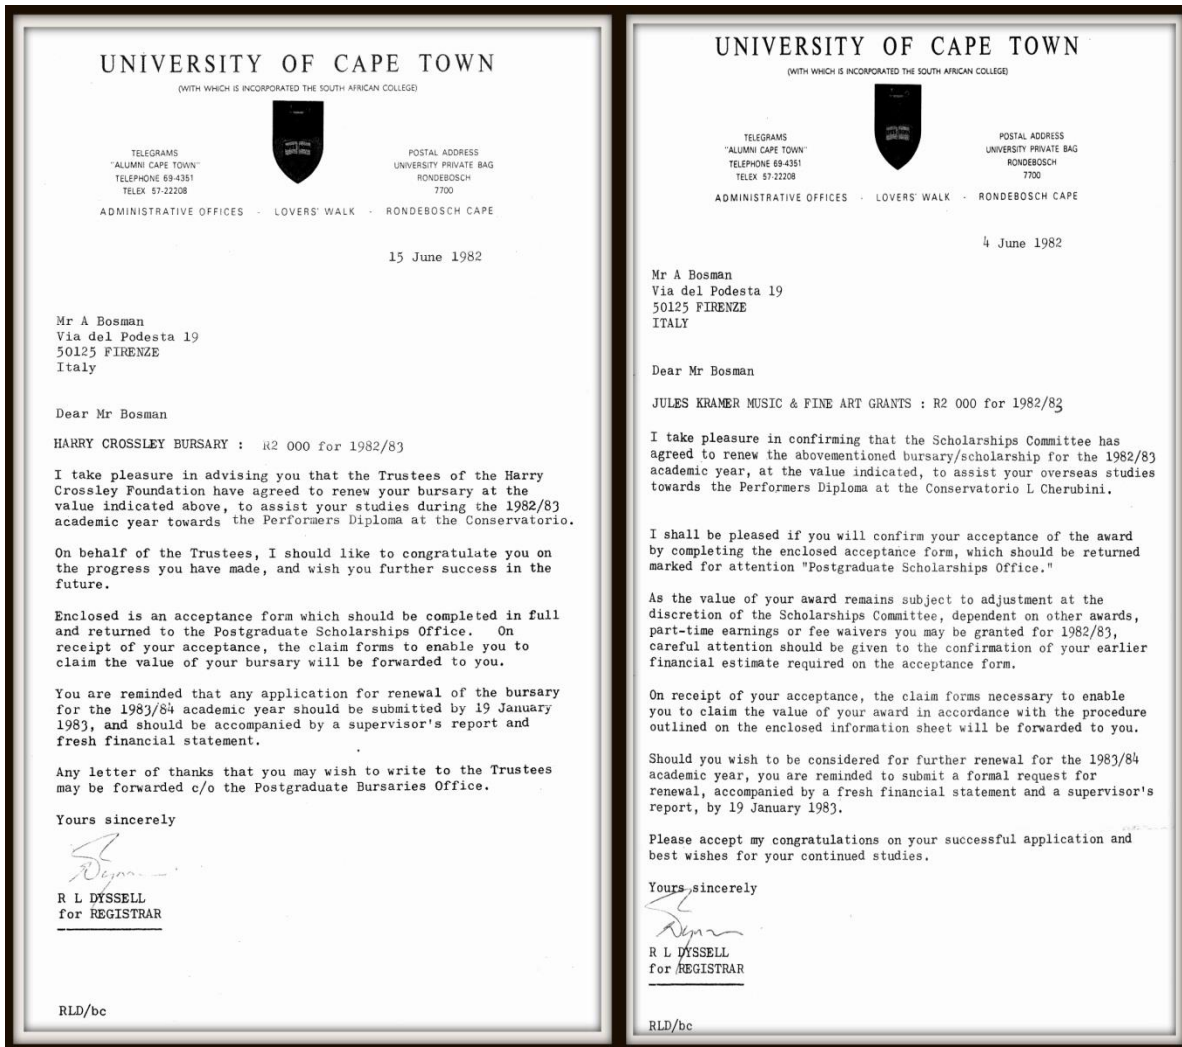 UNIVERSITY OF CAPE TOWN
(WITH WHICH IS INCORPORATED THE SOUTH AFRICAN COLLEGE)
TELEGRAMS
"ALUMNI CAPE TOWN"
TELEPHONE 69-4351
TELEX 57-22208
POSTAL ADDRESS
UNIVERSITY PRIVATE BAG
RONDEBOSCH
7700
ADMINISTRATIVE OFFICES - LOVERS' WALK - RONDEBOSCH CAPE
15 June 1982
Mr A Bosman
Via del Podesta 19
50125 FIRENZE
Italy
Dear Mr Bosman
HARRY CROSSLEY BURSARY : R2 000 for 1982/83
I take pleasure in advising you that the Trustees of the Harry
Crossley Foundation have agreed to renew your bursary at the
value indicated above, to assist your studies during the 1982/83
academic year towards the Performers Diploma at the Conservatorio.
On behalf of the Trustees, I should like to congratulate you on
the progress you have made, and wish you further success in the
future.
Enclosed is an acceptance form which should be completed in full
and returned to the Postgraduate Scholarships Office. On
receipt of your acceptance, the claim forms to enable you to
claim the value of your bursary will be forwarded to you.
You are reminded that any application for renewal of the bursary
for the 1983/84 academic year should be submitted by 19 January
1983, and should be accompanied by a supervisor's report and
fresh financial statement.
Any letter of thanks that you may wish to write to the Trustees
may be forwarded c/o the Postgraduate Bursaries Office.
Yours sincerely
R L DYSSELL
for REGISTRAR
RLD/bc
UNIVERSITY OF CAPE TOWN
(WITH WHICH IS INCORPORATED THE SOUTH AFRICAN COLLEGE)
TELEGRAMS
"ALUMNI CAPE TOWN"
TELEPHONE 69-4351
TELEX 57-22208
POSTAL ADDRESS
UNIVERSITY PRIVATE BAG
RONDEBOSCH
7700
ADMINISTRATIVE OFFICES - LOVERS' WALK - RONDEBOSCH CAPE
4 June 1982
Mr A Bosman
Via del Podesta 19
50125 FIRENZE
ITALY
Dear Mr Bosman
JULES KRAMER MUSIC & FINE ART GRANTS : R2 000 for 1982/83
I take pleasure in confirming that the Scholarships Committee has
agreed to renew the abovementioned bursary/scholarship for the 1982/83
academic year, at the value indicated, to assist your overseas studies
towards the Performers Diploma at the Conservatorio L Cherubini.
I shall be pleased if you will confirm your acceptance of the award
by completing the enclosed acceptance form, which should be returned
marked for attention "Postgraduate Scholarships Office."
As the value of your award remains subject to adjustment at the
discretion of the Scholarships Committee, dependent on other awards,
part-time earnings or fee waivers you may be granted for 1982/83,
careful attention should be given to the confirmation of your earlier
financial estimate required on the acceptance form.
On receipt of your acceptance, the claim forms necessary to enable
you to claim the value of your award in accordance with the procedure
outlined on the enclosed information sheet will be forwarded to you.
Should you wish to be considered for further renewal for the 1983/84
academic year, you are reminded to submit a formal request for
renewal, accompanied by a fresh financial statement and a supervisor's
report, by 19 January 1983.
Please accept my congratulations on your successful application and
best wishes for your continued studies.
Yours sincerely
R L DYSSELL
for REGISTRAR
RLD/bc